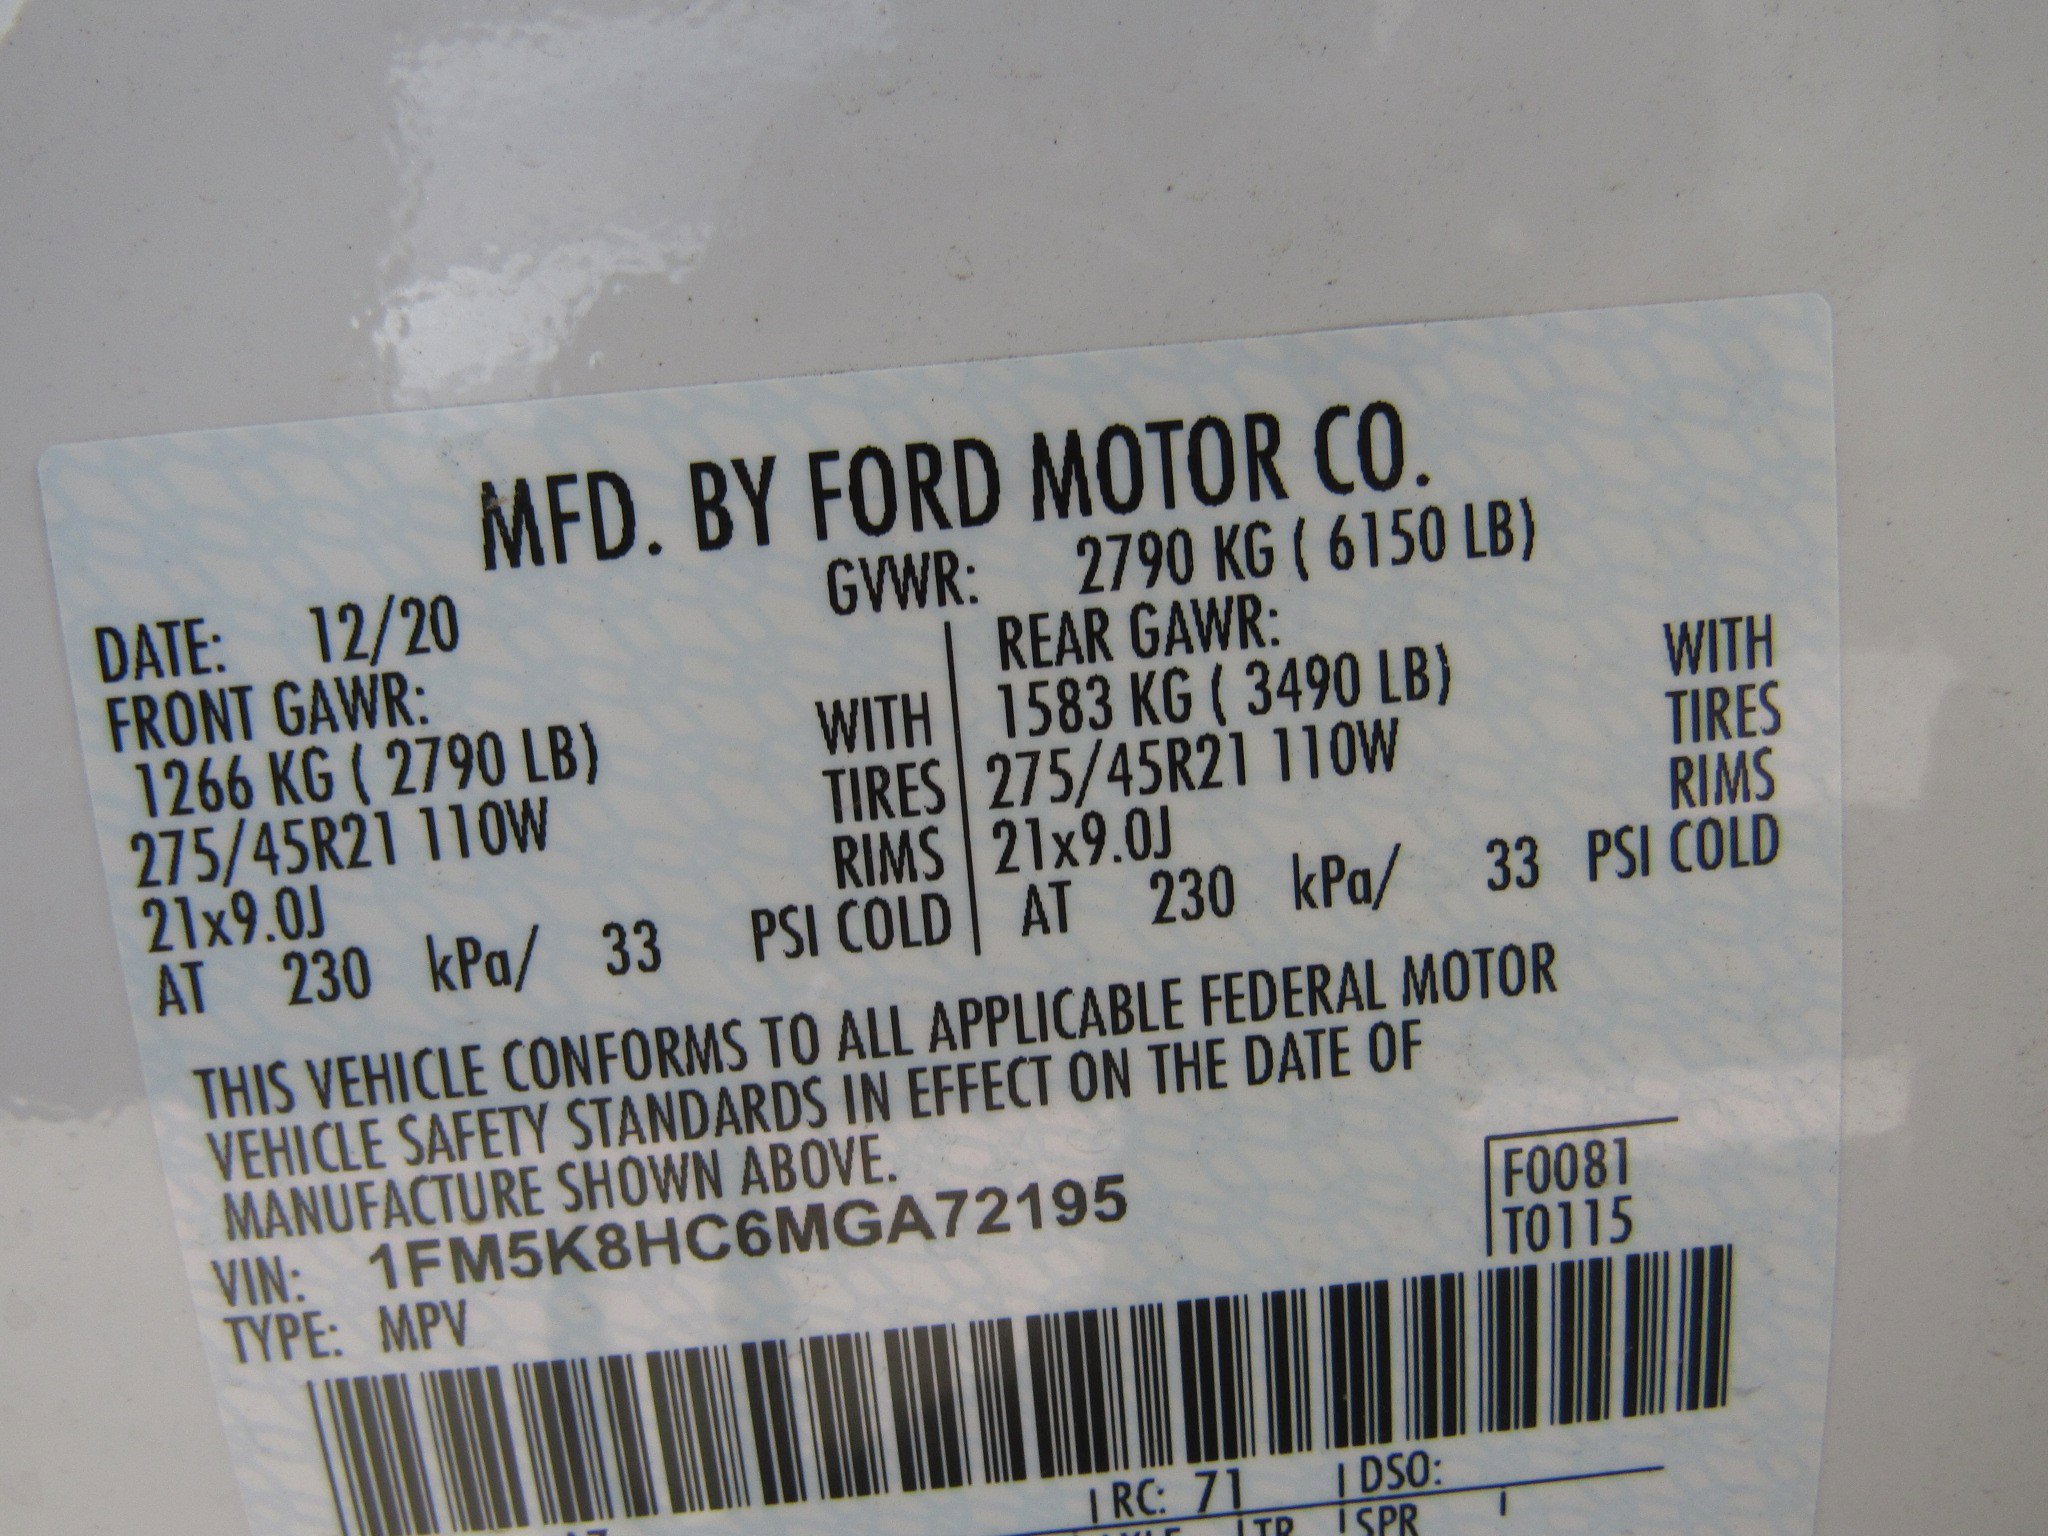 MFD. BY FORD MOTOR CO.
DATE: 12/20 GVWR: 2790 KG ( 6150 LB)
FRONT GAWR: REAR GAWR:
1266 KG ( 2790 LB) WITH 1583 KG ( 3490 LB) WITH
275/45R21 110W TIRES 275/45R21 110W TIRES
21x9.0J RIMS 21x9.0J RIMS
AT 230 kPa/ 33 PSI COLD AT 230 kPa/ 33 PSI COLD
THIS VEHICLE CONFORMS TO ALL APPLICABLE FEDERAL MOTOR
VEHICLE SAFETY STANDARDS IN EFFECT ON THE DATE OF
MANUFACTURE SHOWN ABOVE.
F0081
VIN: 1FM5K8HC6MGA72195 T0115
TYPE: MPV
RC: 71 DSO:
TR SPR